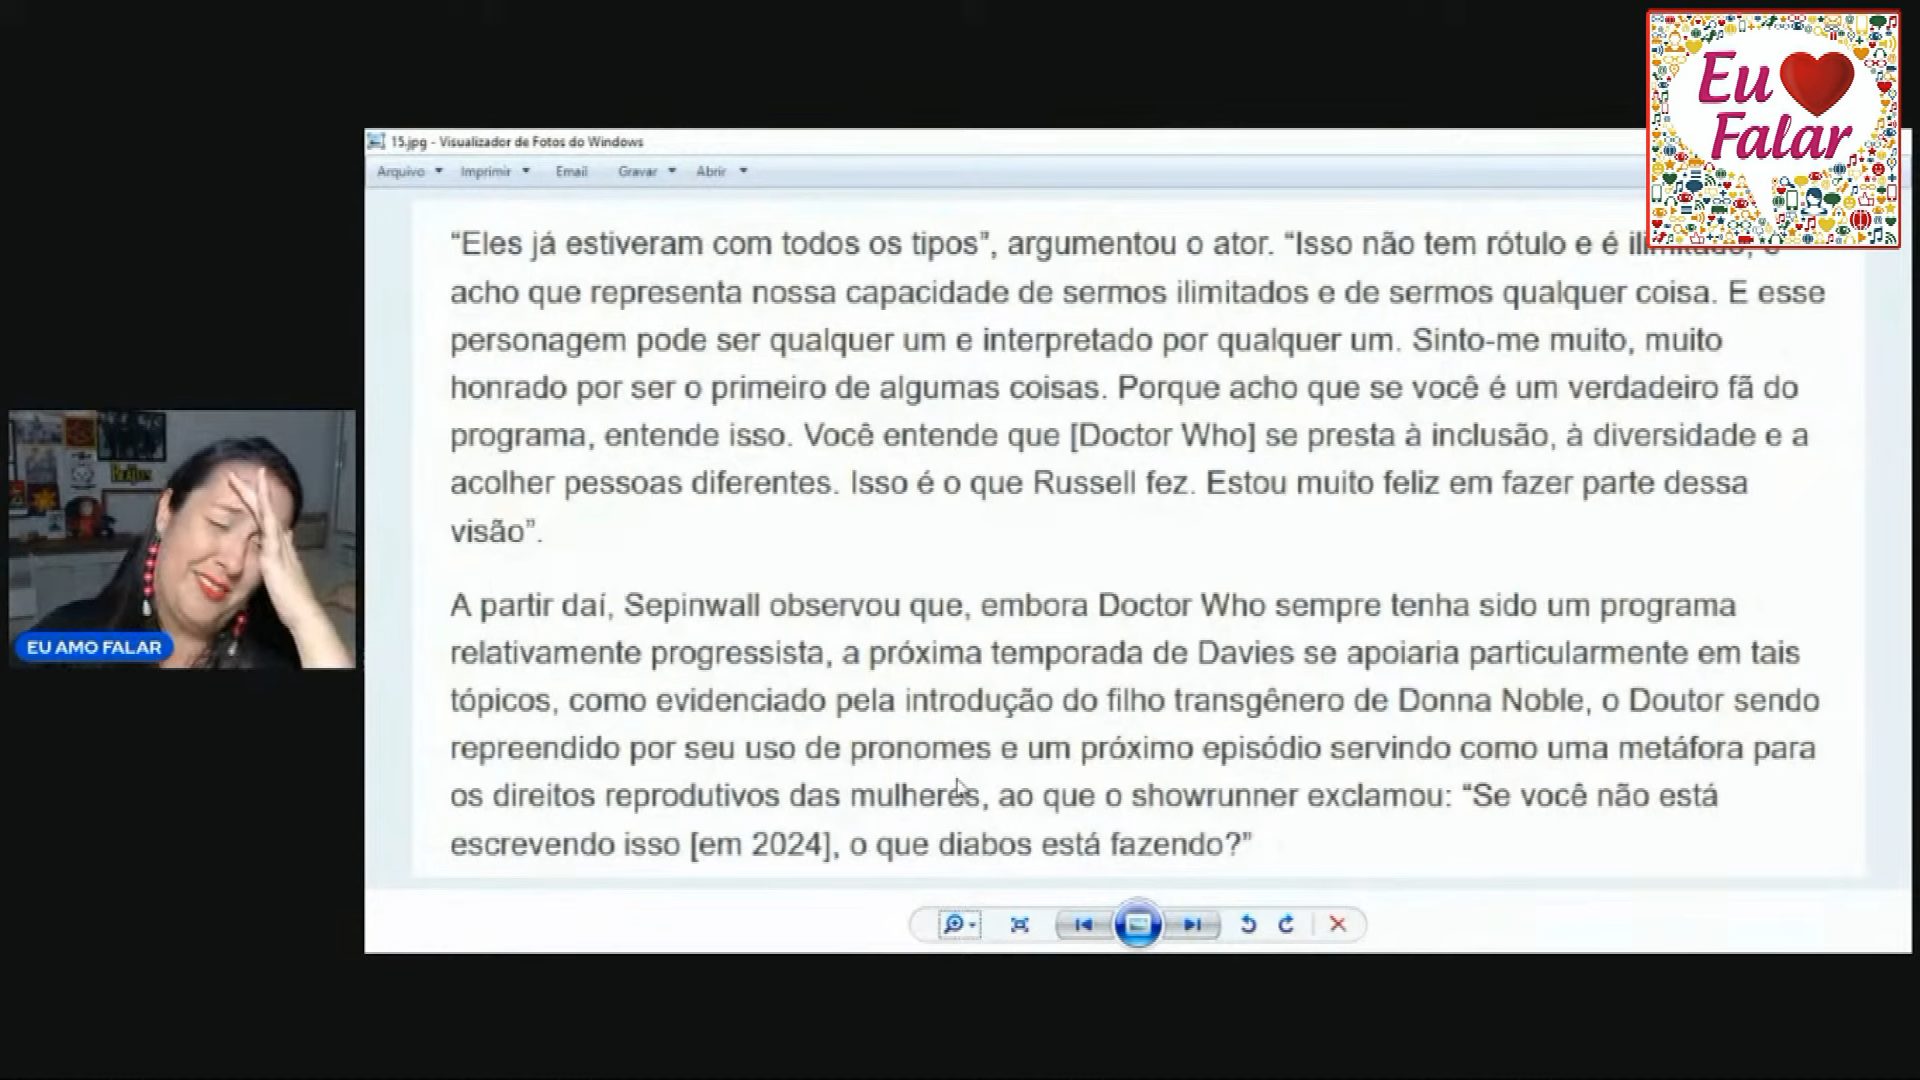 Eu
Falar
15.jpg - Visualizador de Fotos do Windows
Arquivo Imprimir Email Gravar Abrir
“Eles já estiveram com todos os tipos”, argumentou o ator. “Isso não tem rótulo e é
acho que representa nossa capacidade de sermos ilimitados e de sermos qualquer coisa. E esse
personagem pode ser qualquer um e interpretado por qualquer um. Sinto-me muito, muito
honrado por ser o primeiro de algumas coisas. Porque acho que se você é um verdadeiro fã do
programa, entende isso. Você entende que [Doctor Who] se presta à inclusão, à diversidade e a
acolher pessoas diferentes. Isso é o que Russell fez. Estou muito feliz em fazer parte dessa
visão”.
A partir daí, Sepinwall observou que, embora Doctor Who sempre tenha sido um programa
relativamente progressista, a próxima temporada de Davies se apoiaria particularmente em tais
tópicos, como evidenciado pela introdução do filho transgênero de Donna Noble, o Doutor sendo
repreendido por seu uso de pronomes e um próximo episódio servindo como uma metáfora para
os direitos reprodutivos das mulheres, ao que o showrunner exclamou: “Se você não está
escrevendo isso [em 2024], o que diabos está fazendo?”
EU AMO FALAR